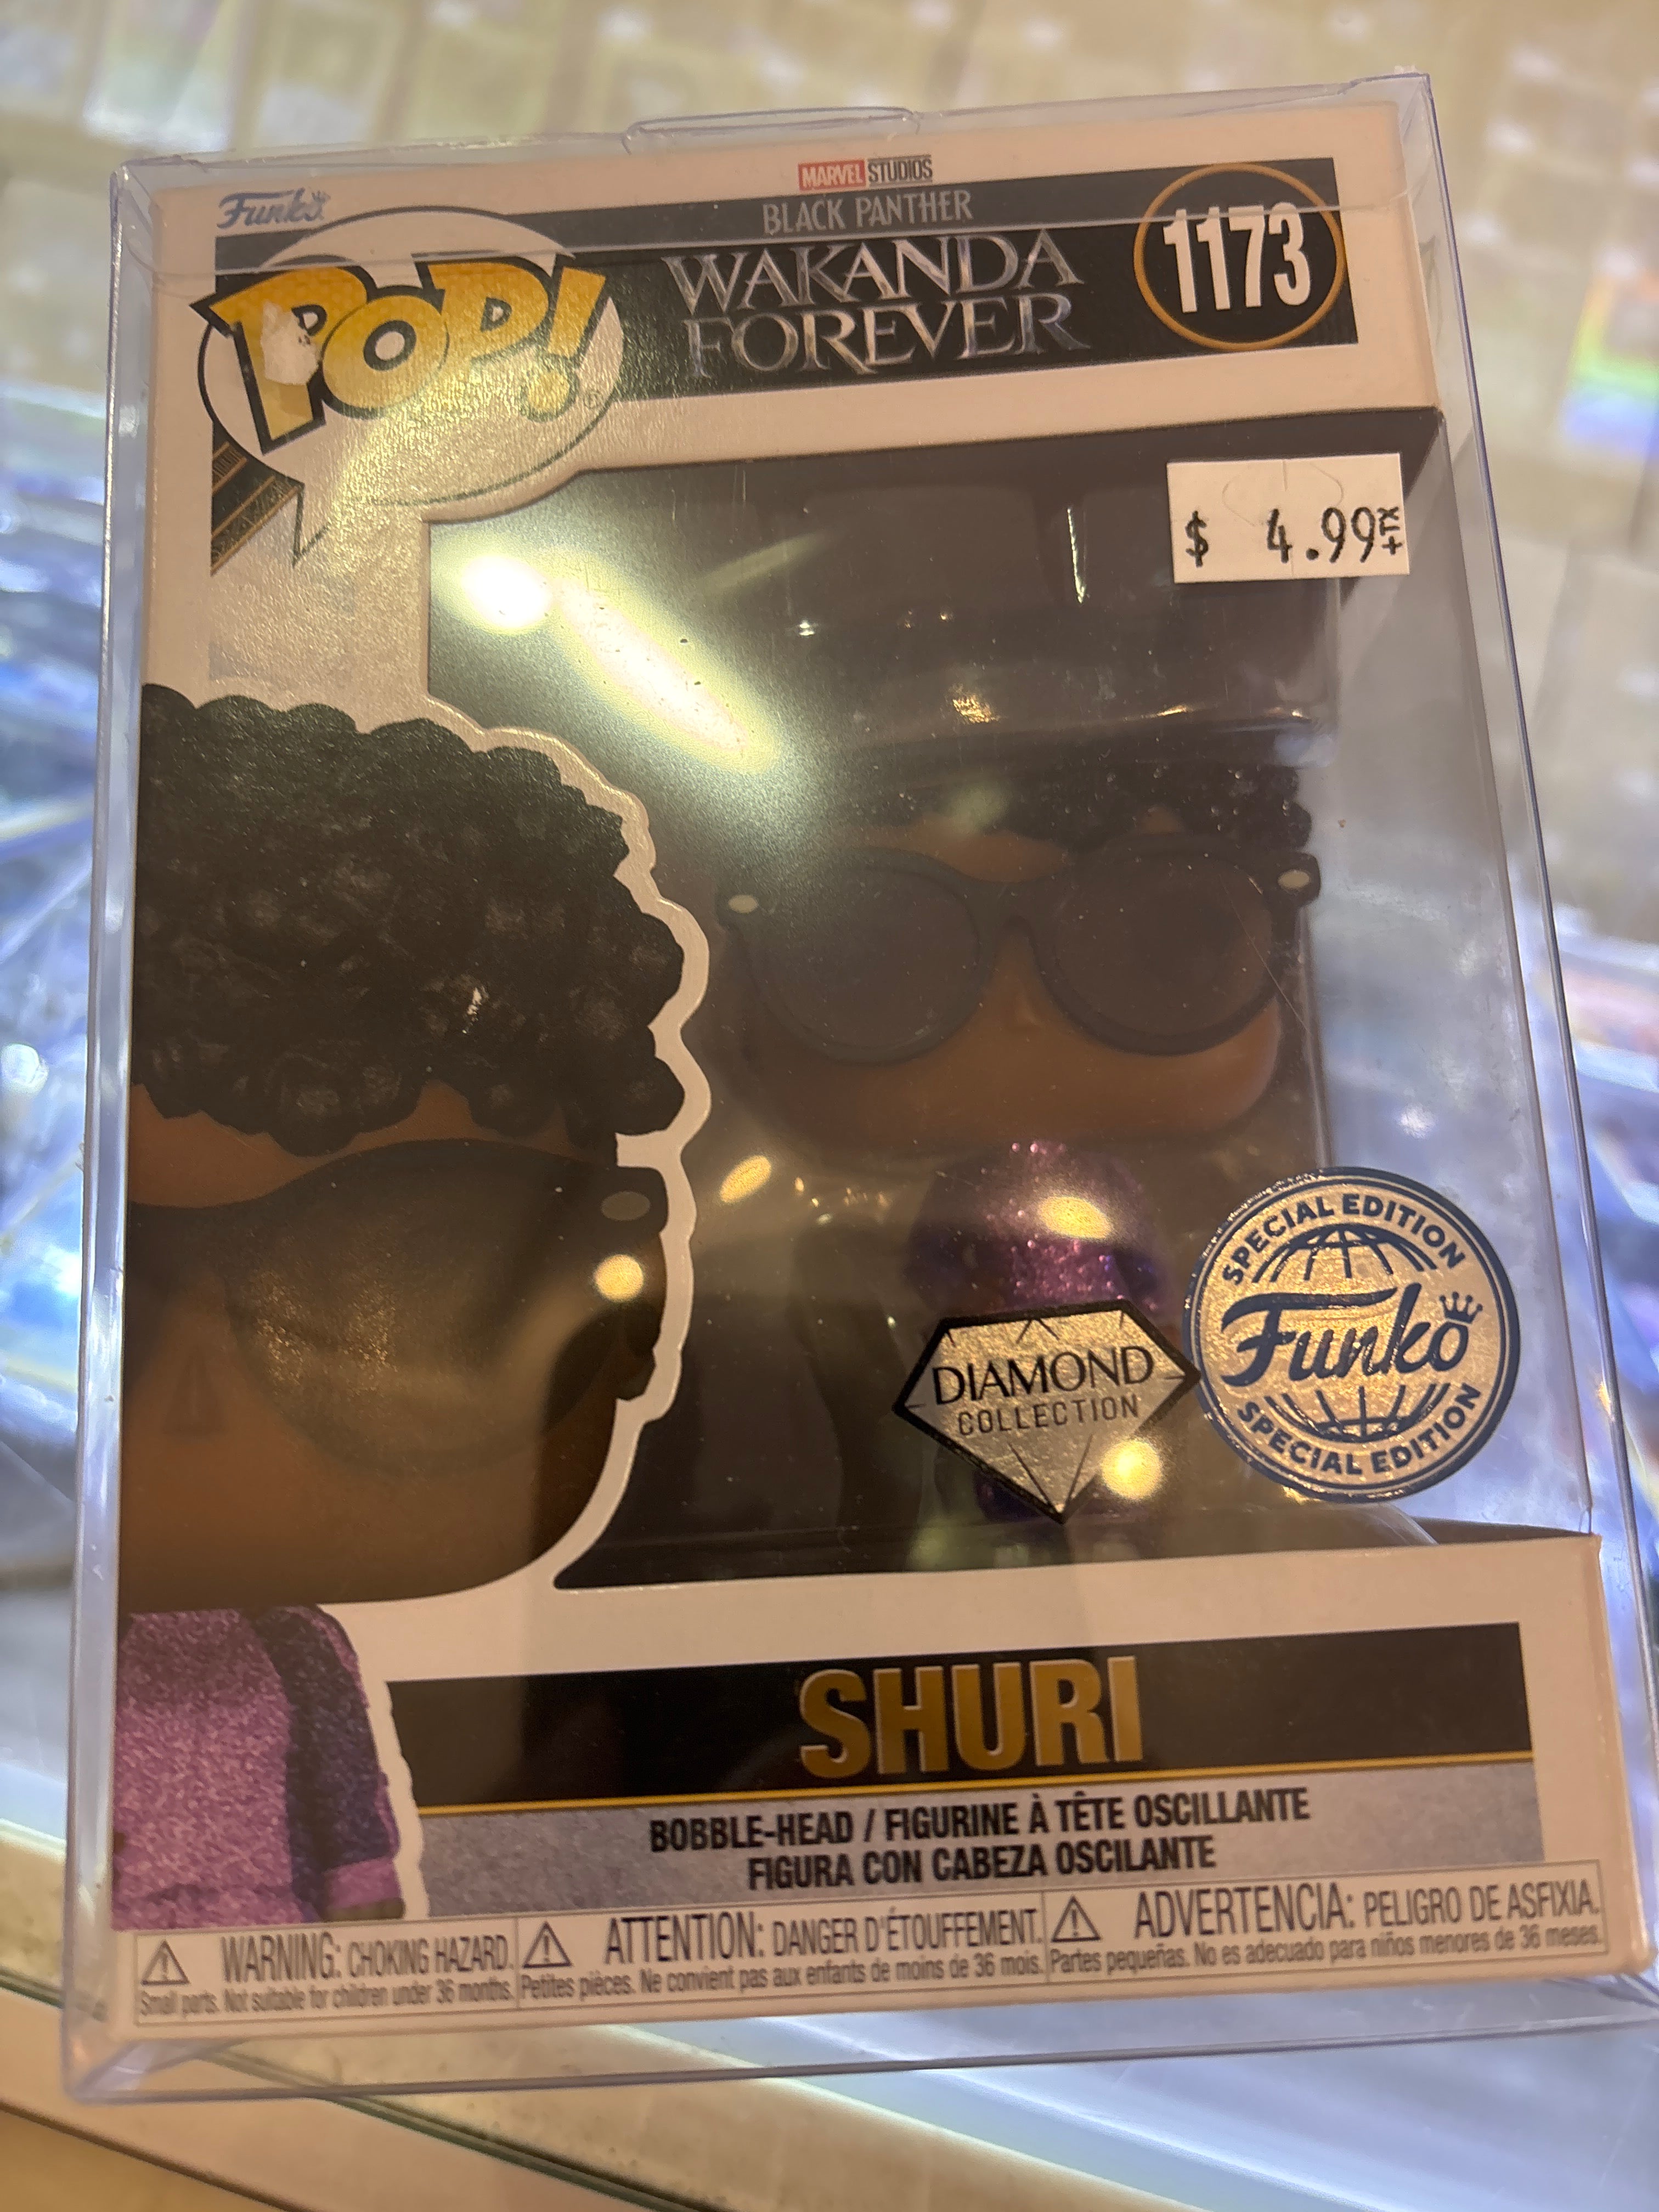 Funko
MARVEL STUDIOS
BLACK PANTHER
WAKANDA
FOREVER
1173
POP!
®
$ 4.99
SPECIAL EDITION
Funko
SPECIAL EDITION
DIAMOND
COLLECTION
SHURI
BOBBLE-HEAD / FIGURINE À TÊTE OSCILLANTE
FIGURA CON CABEZA OSCILANTE
WARNING: CHOKING HAZARD.
Small parts. Not suitable for children under 36 months.
ATTENTION: DANGER D'ÉTOUFFEMENT.
Petites pièces. Ne convient pas aux enfants de moins de 36 mois.
ADVERTENCIA: PELIGRO DE ASFIXIA.
Partes pequeñas. No es adecuado para niños menores de 36 meses.